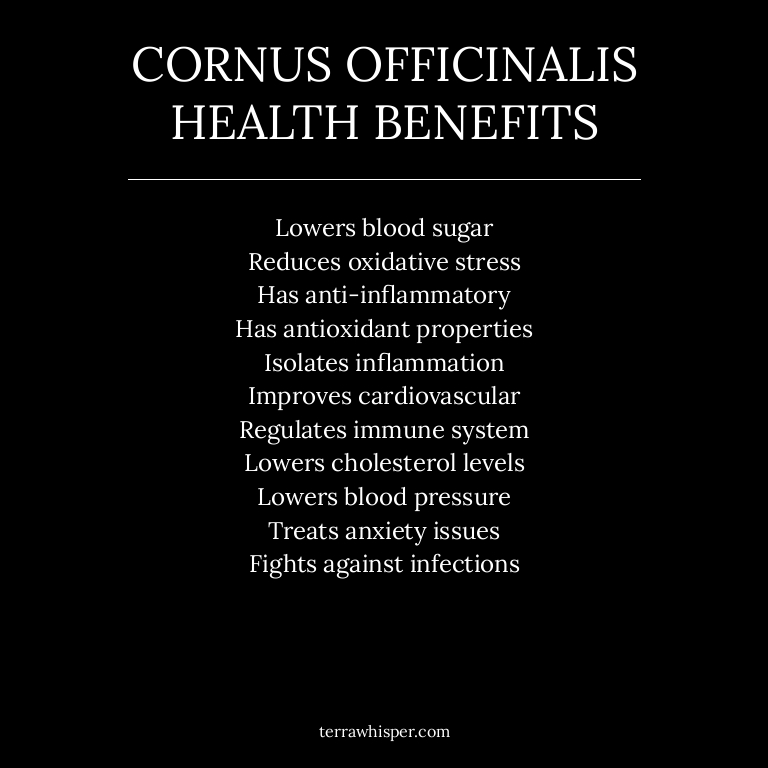 CORNUS OFFICINALIS
HEALTH BENEFITS
Lowers blood sugar
Reduces oxidative stress
Has anti-inflammatory
Has antioxidant properties
Isolates inflammation
Improves cardiovascular
Regulates immune system
Lowers cholesterol levels
Lowers blood pressure
Treats anxiety issues
Fights against infections
terrawhisper.com